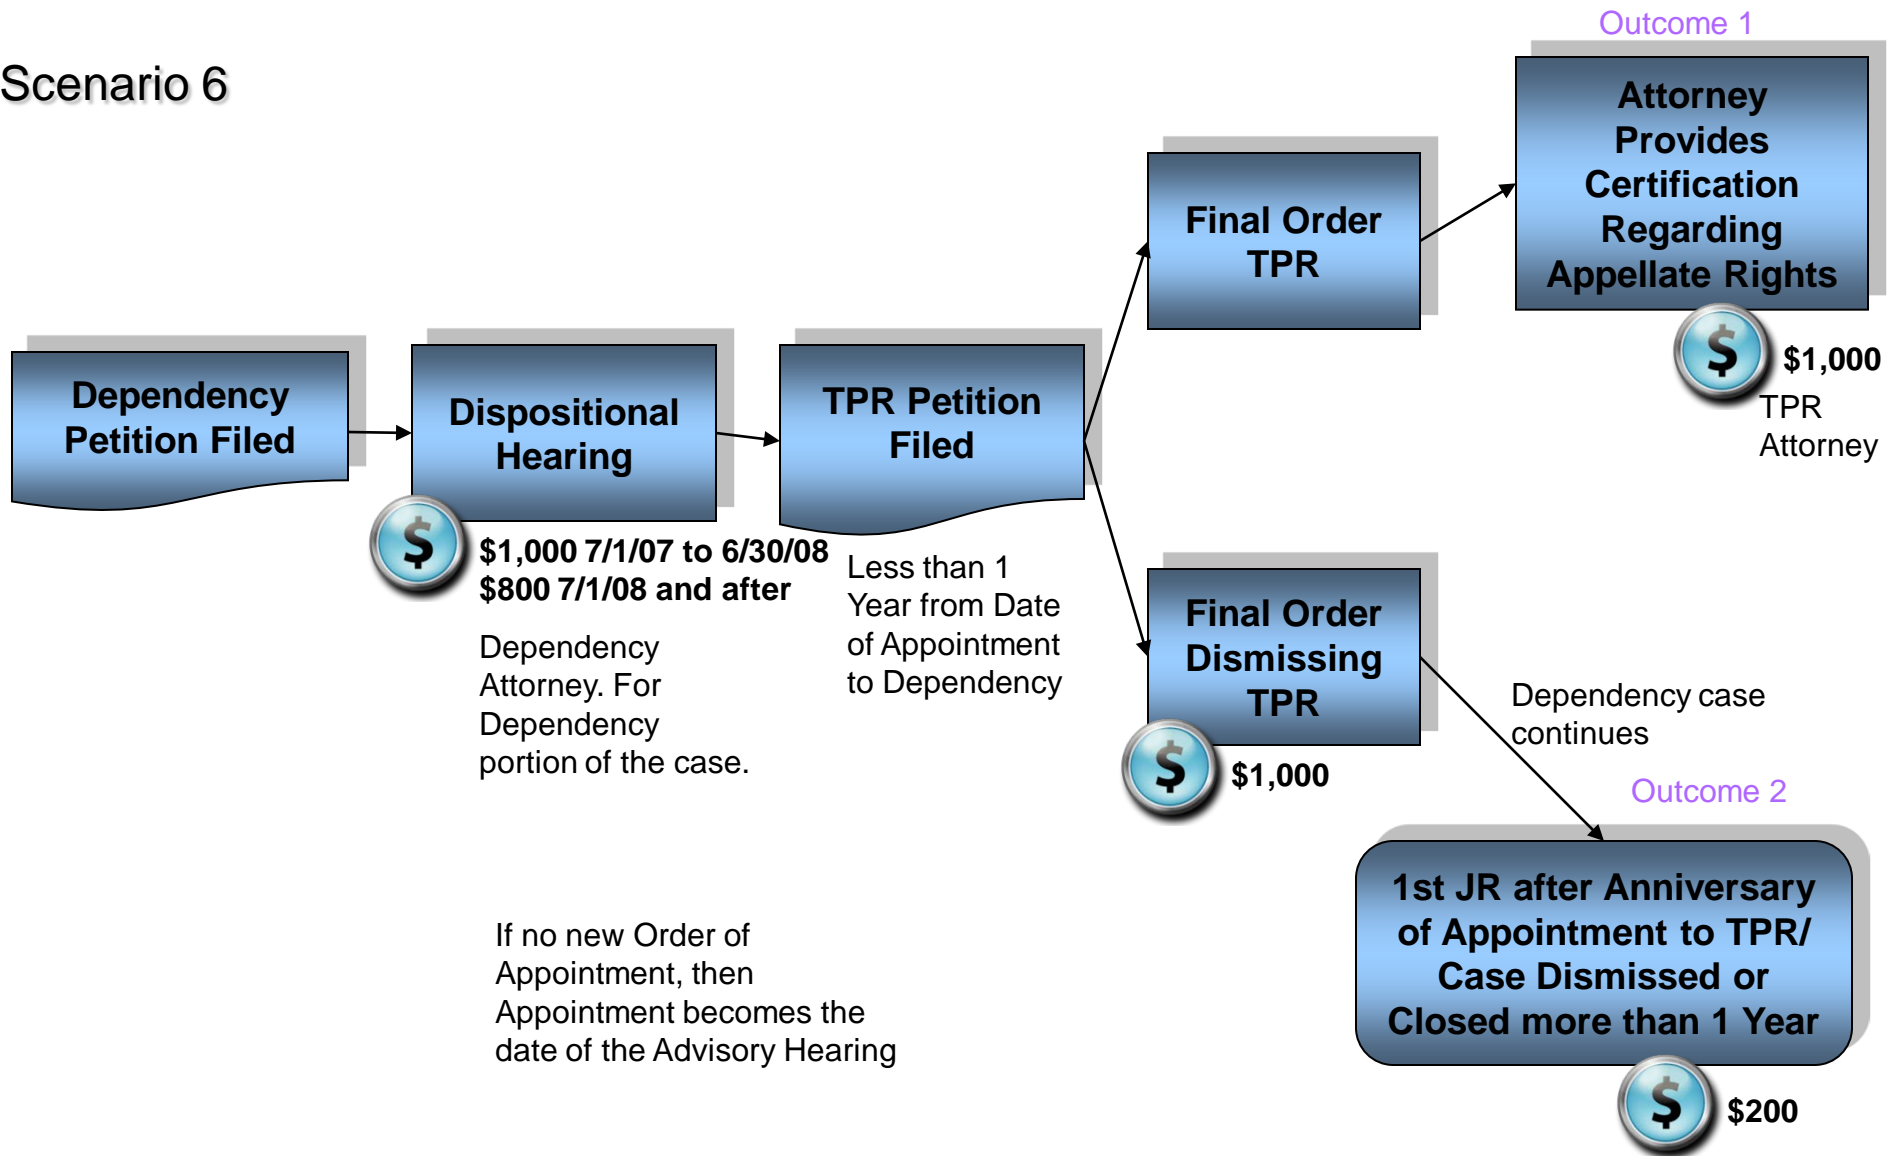 Scenario 6
Outcome 1
Attorney
Provides
Certification
Regarding
Appellate Rights
$
$1,000
TPR
Attorney
Final Order
TPR
Dependency
Petition Filed
Dispositional
Hearing
$
$1,000 7/1/07 to 6/30/08
$800 7/1/08 and after
Dependency
Attorney. For
Dependency
portion of the case.
TPR Petition
Filed
Less than 1
Year from Date
of Appointment
to Dependency
Final Order
Dismissing
TPR
$
$1,000
Dependency case
continues
Outcome 2
1st JR after Anniversary
of Appointment to TPR/
Case Dismissed or
Closed more than 1 Year
$
$200
If no new Order of
Appointment, then
Appointment becomes the
date of the Advisory Hearing